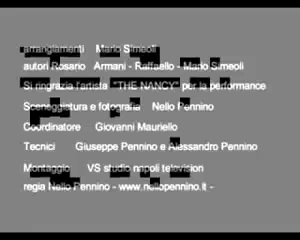 arrangiamenti Mario Simeoli
autori Rosario Armani - Raffaello - Mario Simeoli
Si ringrazia l'artista "THE NANCY" per la performance
Sceneggiatura e fotografia Nello Pennino
Coordinatore Giovanni Mauriello
Tecnici Giuseppe Pennino e Alessandro Pennino
Montaggio VS studio napoli television
regia Nello Pennino - www.nellopennino.it -